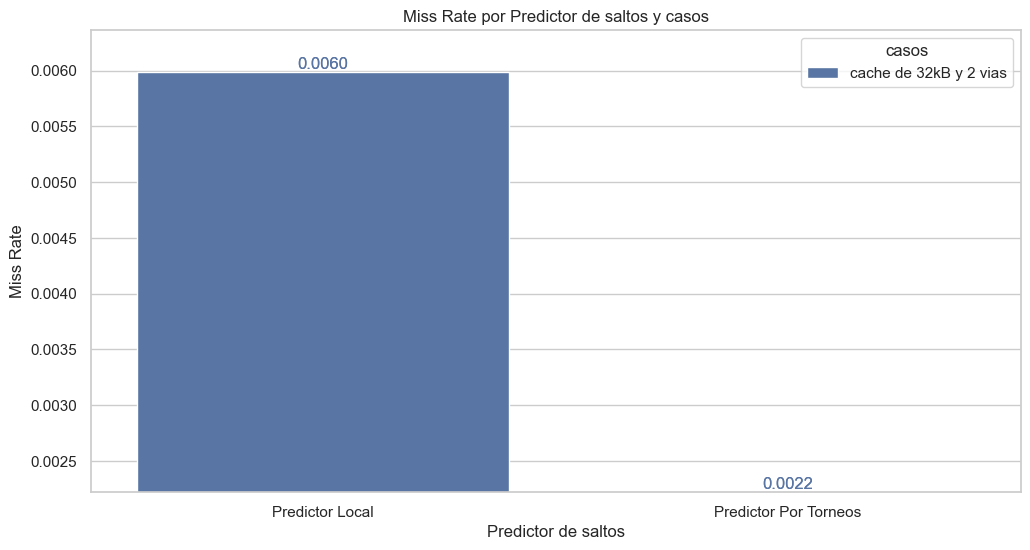 Miss Rate por Predictor de saltos y casos
casos
cache de 32kB y 2 vias
0.0060
0.0022
Miss Rate
0.0060
0.0055
0.0050
0.0045
0.0040
0.0035
0.0030
0.0025
Predictor Local
Predictor Por Torneos
Predictor de saltos